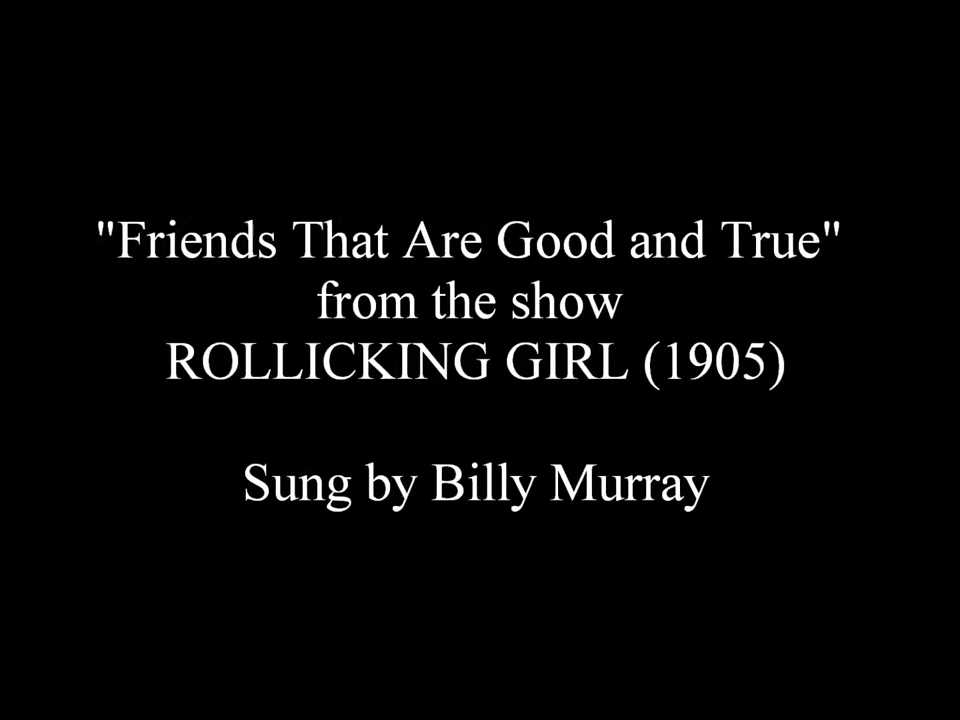 "Friends That Are Good and True"
from the show
ROLLICKING GIRL (1905)
Sung by Billy Murray